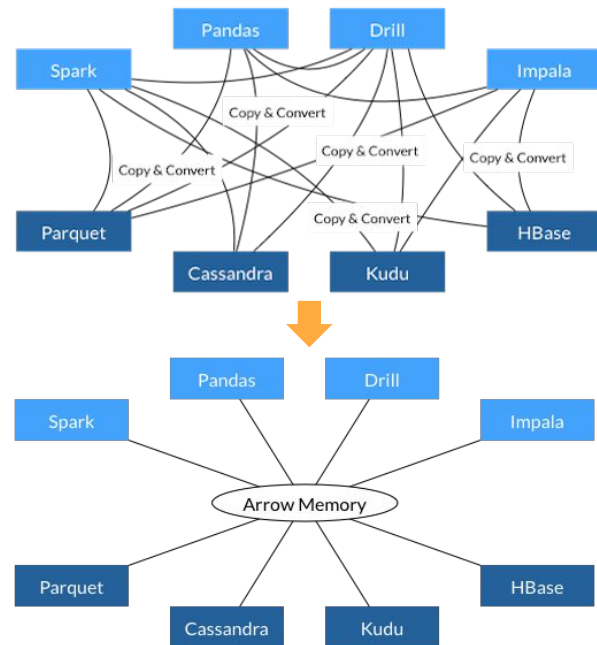 Pandas
Drill
Spark
Impala
Copy & Convert
Copy & Convert
Copy & Convert
Copy & Convert
Copy & Convert
Parquet
HBase
Cassandra
Kudu
Pandas
Drill
Spark
Impala
Arrow Memory
Parquet
HBase
Cassandra
Kudu